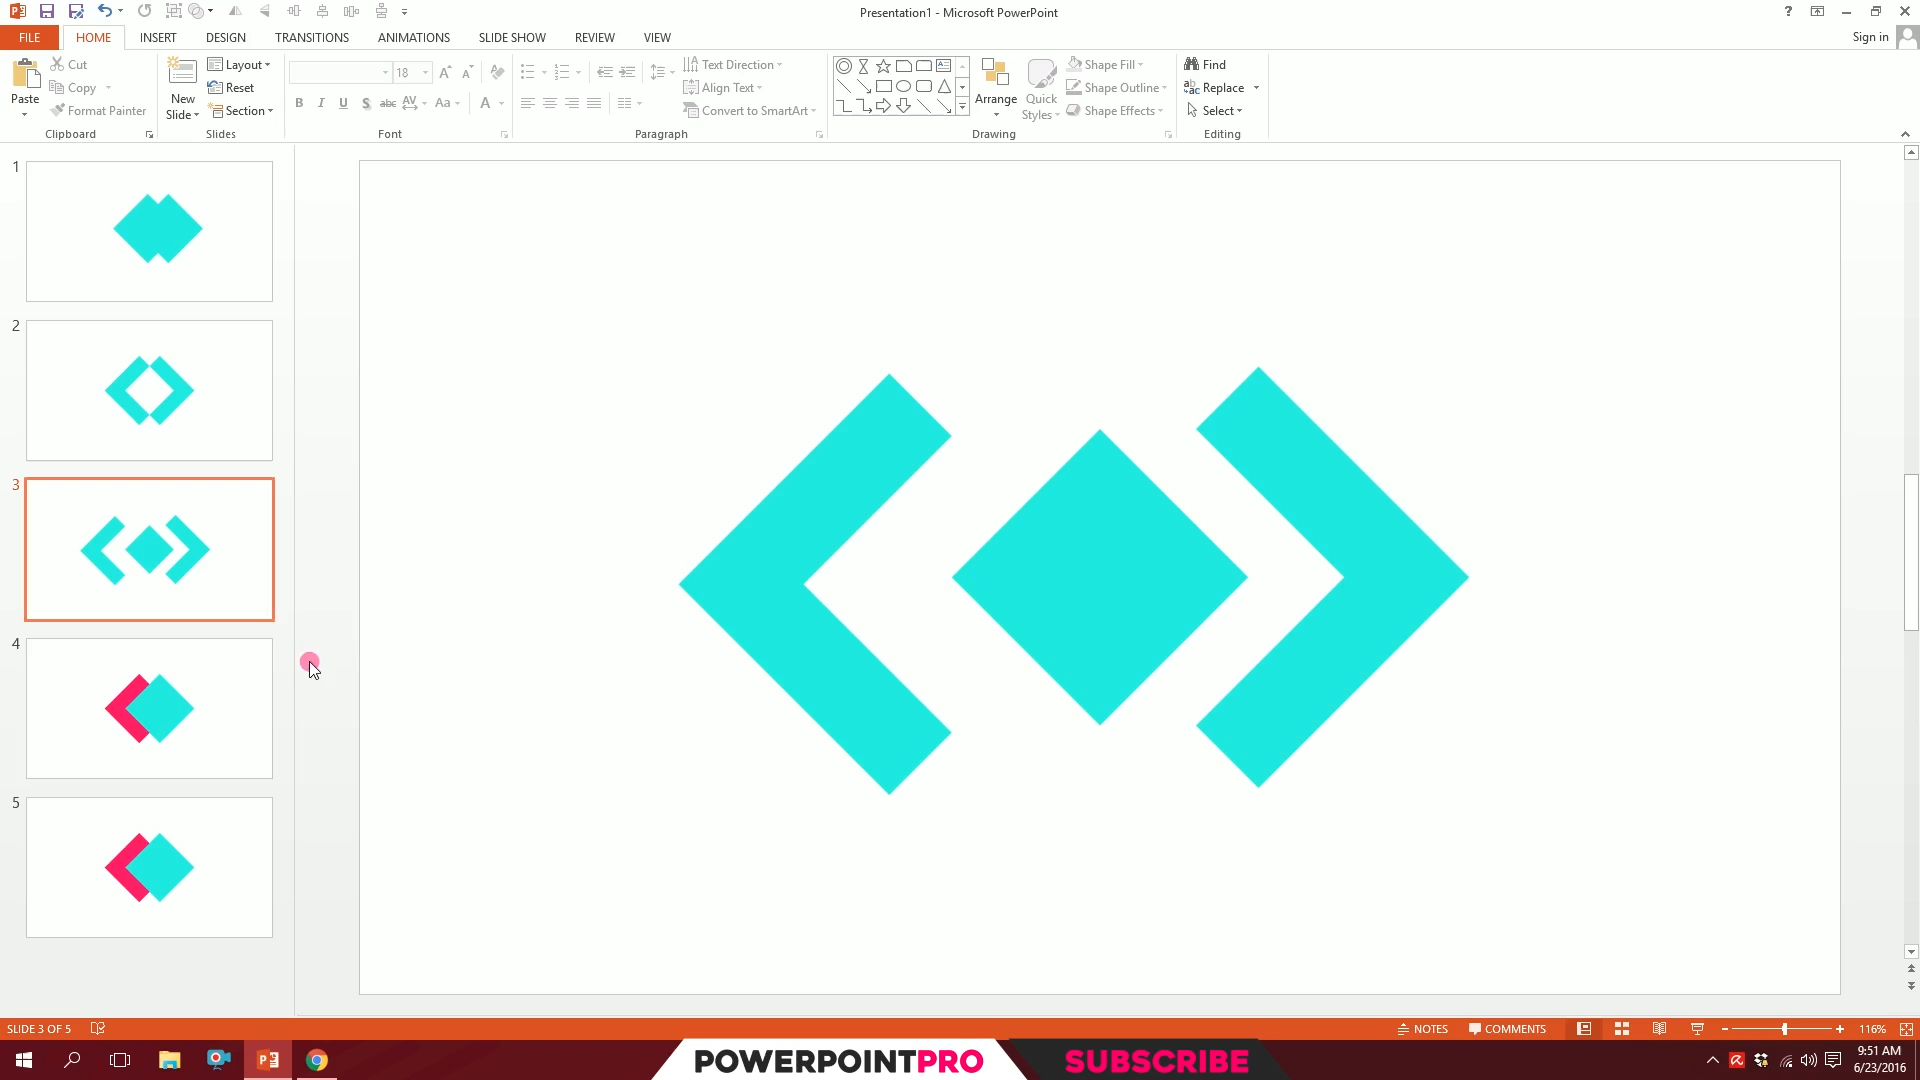 Presentation1 - Microsoft PowerPoint
?
FILE HOME INSERT DESIGN TRANSITIONS ANIMATIONS SLIDE SHOW REVIEW VIEW
Sign in
Paste
Cut
Copy
Format Painter
Clipboard
New Slide
Layout
Reset
Section
Slides
18
B I U S abc AV Aa A
Font
Text Direction
Align Text
Convert to SmartArt
Paragraph
Arrange
Quick Styles
Shape Fill
Shape Outline
Shape Effects
Drawing
Find
Replace
Select
Editing
1
2
3
4
5
SLIDE 3 OF 5
NOTES
COMMENTS
116%
POWERPOINTPRO
SUBSCRIBE
9:51 AM
6/23/2016